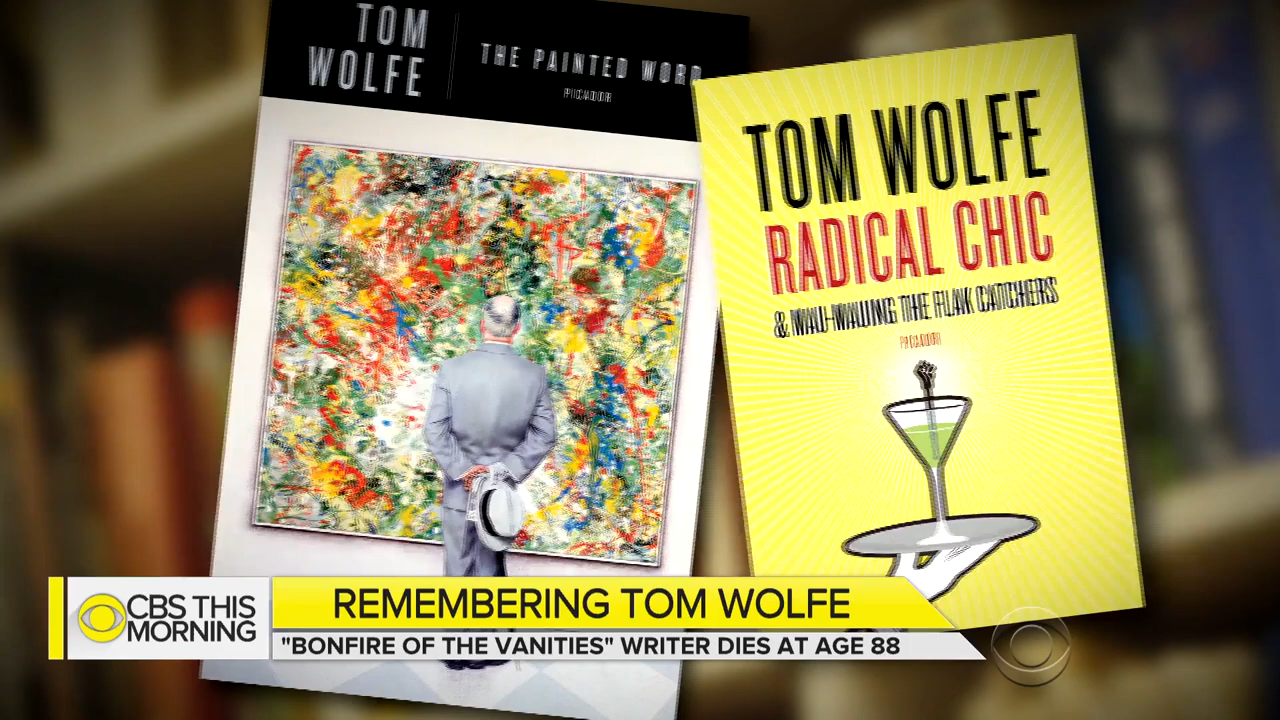 TOM
WOLFE
THE PAINTED WORD
PICADOR
TOM WOLFE
RADICAL CHIC
& MAU-MAUING THE FLAK CATCHERS
PICADOR
CBS THIS
MORNING
REMEMBERING TOM WOLFE
"BONFIRE OF THE VANITIES" WRITER DIES AT AGE 88